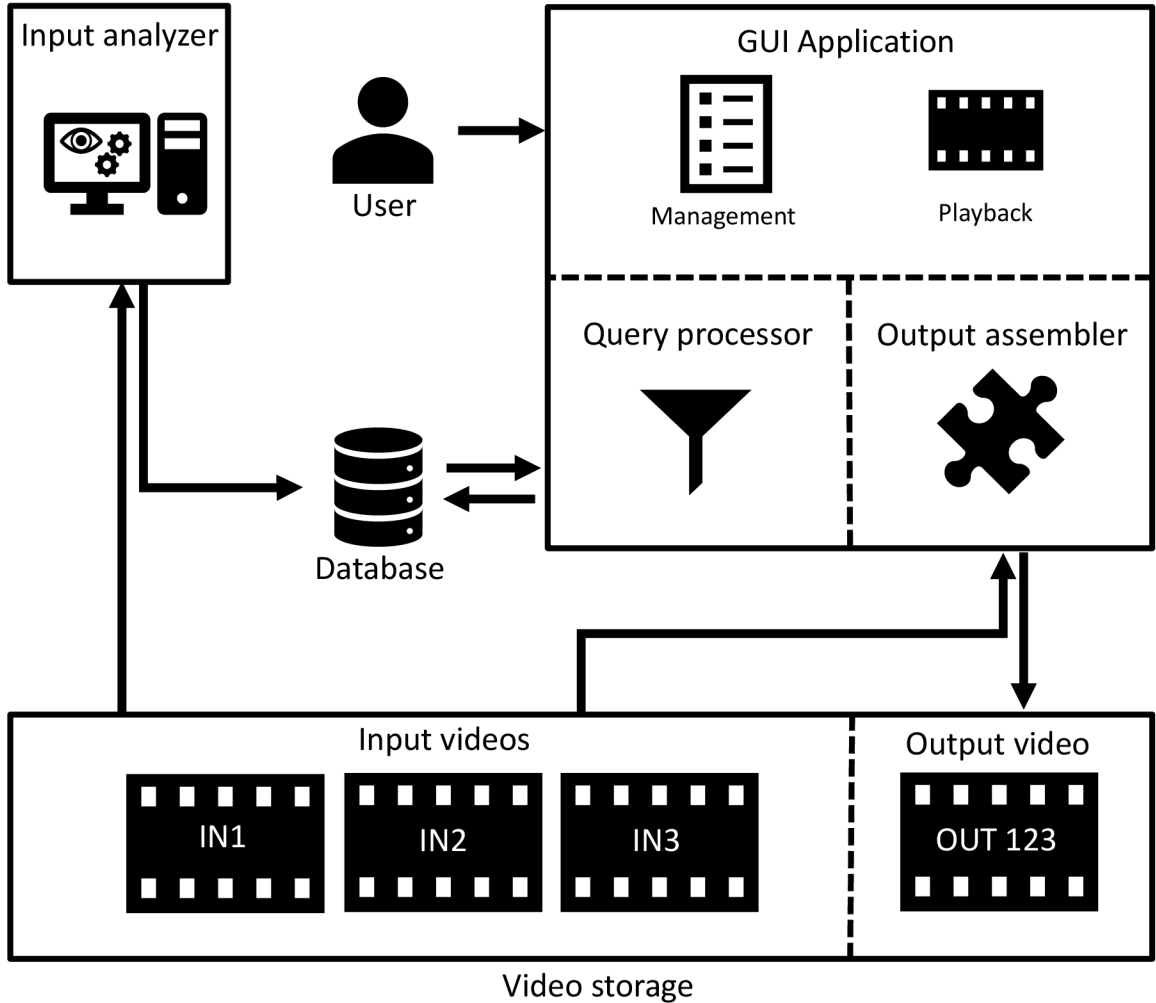 Input analyzer
GUI Application
User
Management
Playback
Query processor
Output assembler
Database
Input videos
Output video
IN1
IN2
IN3
OUT 123
Video storage